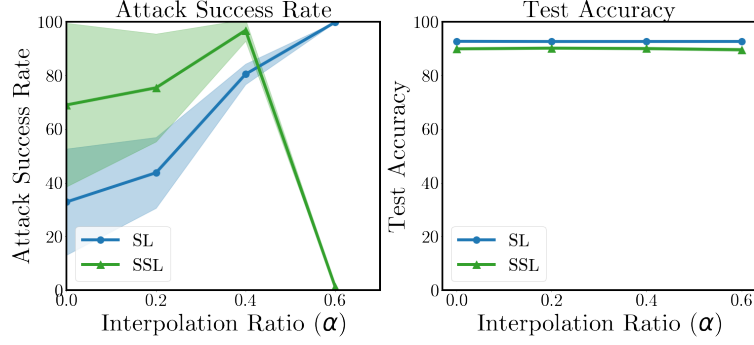 Attack Success Rate
Attack Success Rate
100
80
60
40
20
0
0.0 0.2 0.4 0.6
Interpolation Ratio (α)
SL
SSL
Test Accuracy
Test Accuracy
100
80
60
40
20
0
0.0 0.2 0.4 0.6
Interpolation Ratio (α)
SL
SSL